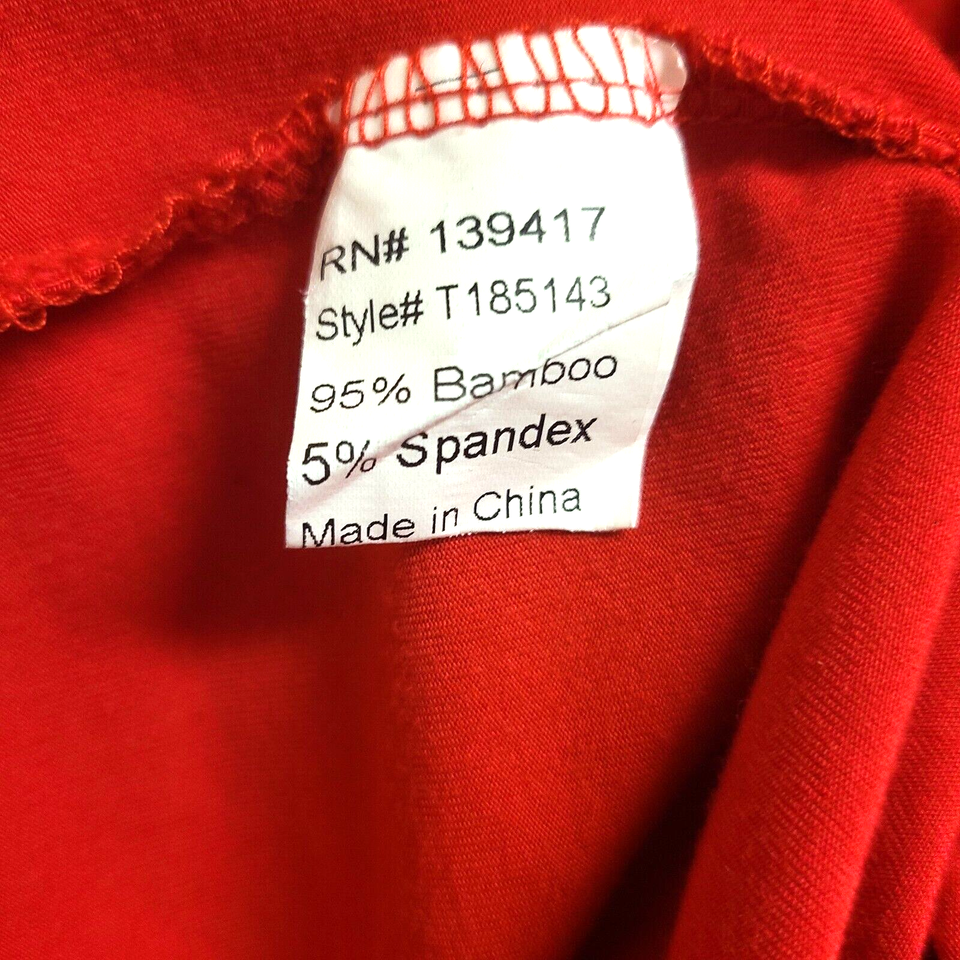 RN# 139417
Style# T185143
95% Bamboo
5% Spandex
Made in China